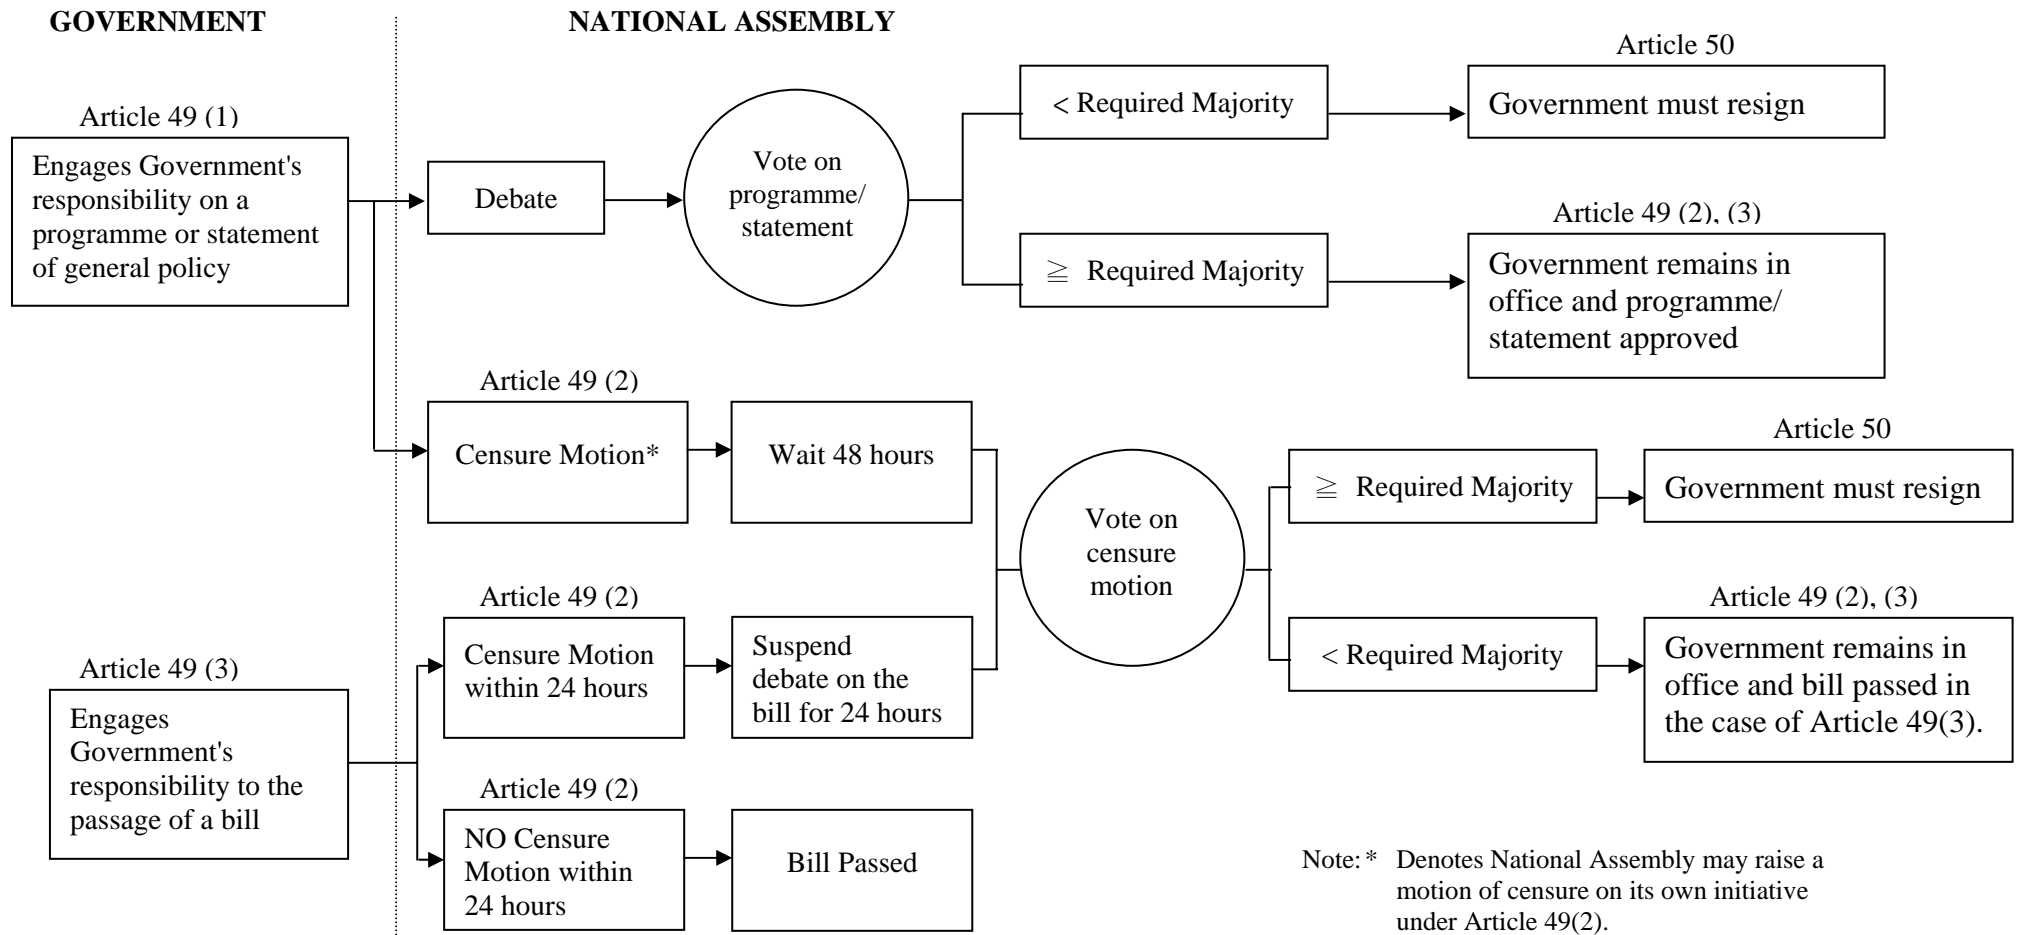 GOVERNMENT
NATIONAL ASSEMBLY
Article 49 (1)
Engages Government's
responsibility on a
programme or statement
of general policy
Debate
Vote on
programme/
statement
< Required Majority
Article 50
Government must resign
≧ Required Majority
Article 49 (2), (3)
Government remains in
office and programme/
statement approved
Article 49 (2)
Censure Motion*
Wait 48 hours
Article 49 (3)
Engages
Government's
responsibility to the
passage of a bill
Article 49 (2)
Censure Motion
within 24 hours
Suspend
debate on the
bill for 24 hours
Article 49 (2)
NO Censure
Motion within
24 hours
Bill Passed
Vote on
censure
motion
≧ Required Majority
Article 50
Government must resign
< Required Majority
Article 49 (2), (3)
Government remains in
office and bill passed in
the case of Article 49(3).
Note: * Denotes National Assembly may raise a
motion of censure on its own initiative
under Article 49(2).